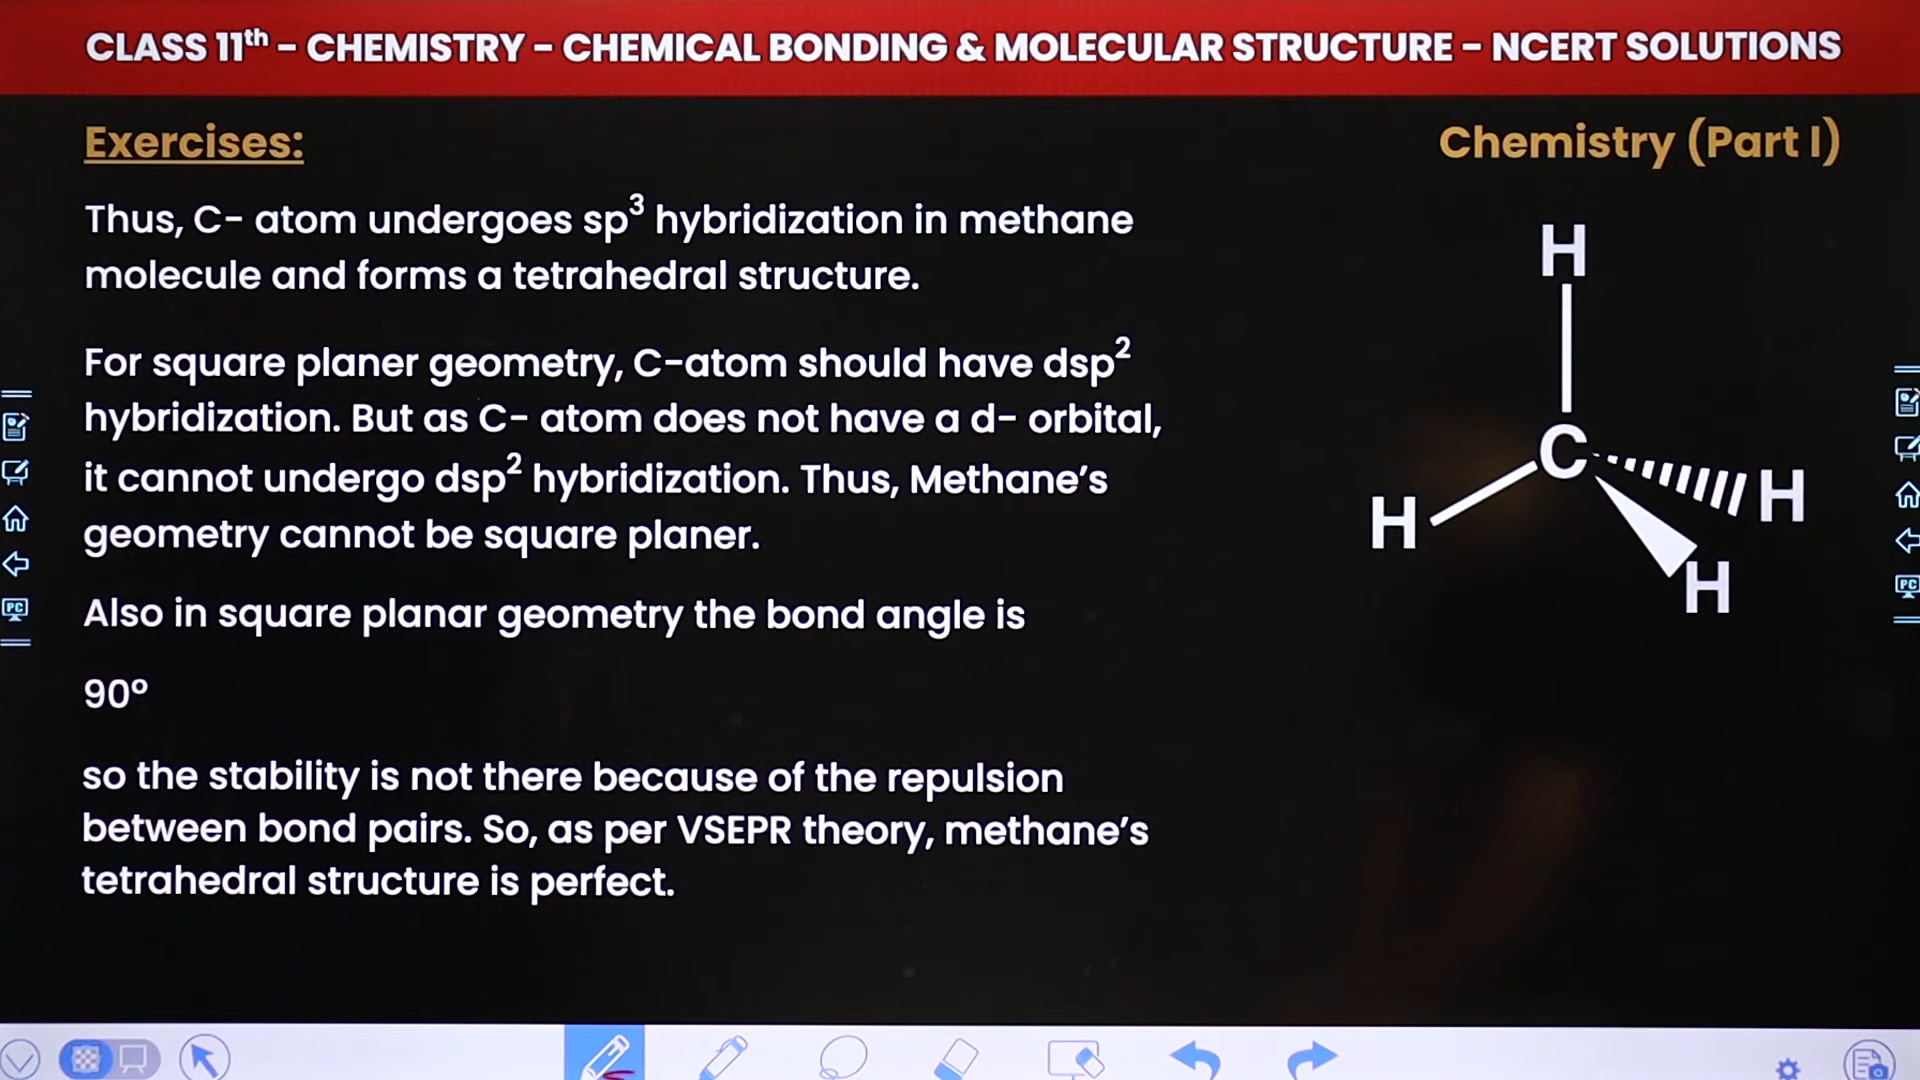 CLASS 11th – CHEMISTRY – CHEMICAL BONDING & MOLECULAR STRUCTURE – NCERT SOLUTIONS
Exercises:
Chemistry (Part I)
Thus, C- atom undergoes sp³ hybridization in methane
molecule and forms a tetrahedral structure.
For square planer geometry, C-atom should have dsp²
hybridization. But as C- atom does not have a d- orbital,
it cannot undergo dsp² hybridization. Thus, Methane’s
geometry cannot be square planer.
Also in square planar geometry the bond angle is
90°
so the stability is not there because of the repulsion
between bond pairs. So, as per VSEPR theory, methane’s
tetrahedral structure is perfect.
H
C
H
H
H
PC
PC